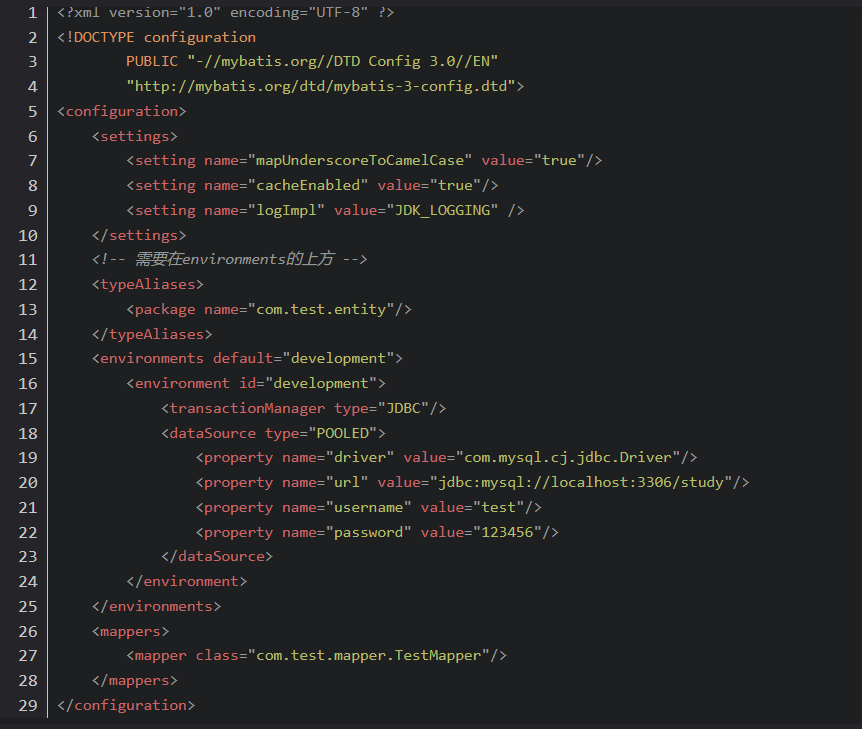 1 <?xml version="1.0" encoding="UTF-8" ?>
2 <!DOCTYPE configuration
3         PUBLIC "-//mybatis.org//DTD Config 3.0//EN"
4         "http://mybatis.org/dtd/mybatis-3-config.dtd">
5 <configuration>
6     <settings>
7         <setting name="mapUnderscoreToCamelCase" value="true"/>
8         <setting name="cacheEnabled" value="true"/>
9         <setting name="logImpl" value="JDK_LOGGING" />
10     </settings>
11     <!-- 需要在environments的上方 -->
12     <typeAliases>
13         <package name="com.test.entity"/>
14     </typeAliases>
15     <environments default="development">
16         <environment id="development">
17             <transactionManager type="JDBC"/>
18             <dataSource type="POOLED">
19                 <property name="driver" value="com.mysql.cj.jdbc.Driver"/>
20                 <property name="url" value="jdbc:mysql://localhost:3306/study"/>
21                 <property name="username" value="test"/>
22                 <property name="password" value="123456"/>
23             </dataSource>
24         </environment>
25     </environments>
26     <mappers>
27         <mapper class="com.test.mapper.TestMapper"/>
28     </mappers>
29 </configuration>